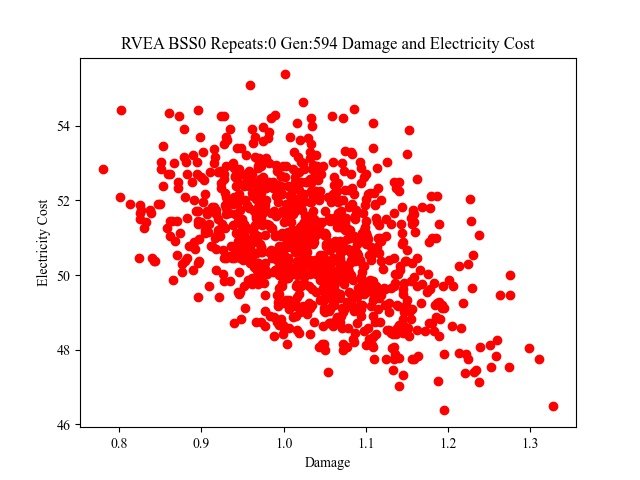 RVEA BSS0 Repeats:0 Gen:594 Damage and Electricity Cost
Electricity Cost
54
52
50
48
46
0.8 0.9 1.0 1.1 1.2 1.3
Damage